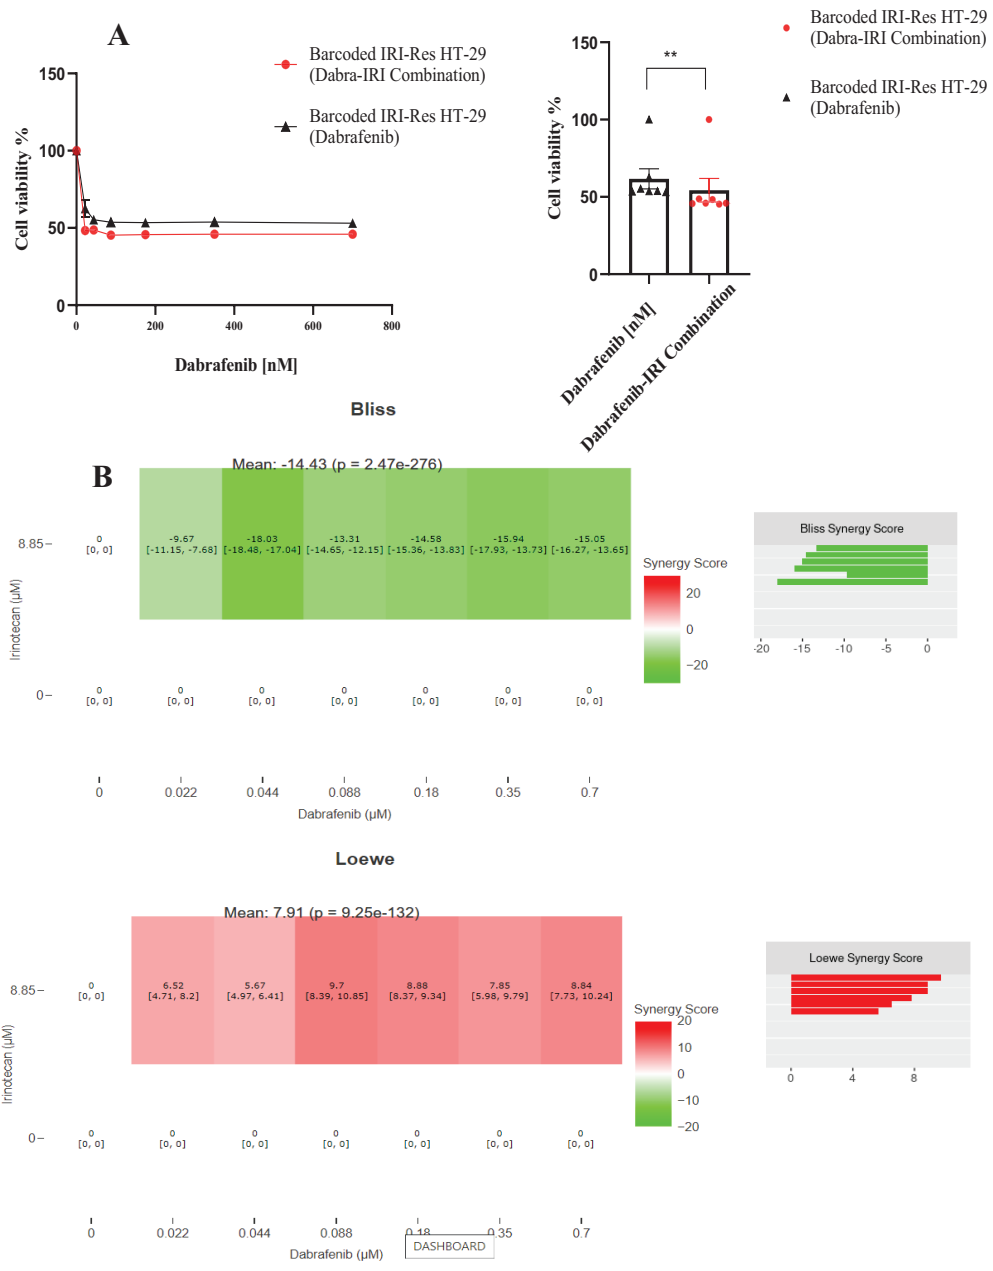 A
Barcoded IRI-Res HT-29
(Dabra-IRI Combination)
Barcoded IRI-Res HT-29
(Dabrafenib)
Cell viability %
150
100
50
0
0 200 400 600 800
Dabrafenib [nM]
Barcoded IRI-Res HT-29
(Dabra-IRI Combination)
Barcoded IRI-Res HT-29
(Dabrafenib)
**
Cell viability %
150
100
50
0
Dabrafenib [nM]
Dabrafenib-IRI Combination
Bliss
B
Mean: -14.43 (p = 2.47e-276)
Irinotecan (μM)
8.85
0 -9.67 -18.03 -13.31 -14.58 -15.94 -15.05
[0, 0] [-11.15, -7.68] [-18.48, -17.04] [-14.65, -12.15] [-15.36, -13.83] [-17.93, -13.73] [-16.27, -13.65]
0
0 0 0 0 0 0 0
[0, 0] [0, 0] [0, 0] [0, 0] [0, 0] [0, 0] [0, 0]
0 0.022 0.044 0.088 0.18 0.35 0.7
Dabrafenib (μM)
Synergy Score
20
0
-20
Bliss Synergy Score
-20 -15 -10 -5 0
Loewe
Mean: 7.91 (p = 9.25e-132)
Irinotecan (μM)
8.85
0 6.52 5.67 9.7 8.88 7.85 8.84
[0, 0] [4.71, 8.2] [4.97, 6.41] [8.39, 10.85] [8.37, 9.34] [5.98, 9.79] [7.73, 10.24]
0
0 0 0 0 0 0 0
[0, 0] [0, 0] [0, 0] [0, 0] [0, 0] [0, 0] [0, 0]
0 0.022 0.044 0.088 0.18 0.35 0.7
Dabrafenib (μM)
DASHBOARD
Synergy Score
20
10
0
-10
-20
Loewe Synergy Score
0 4 8